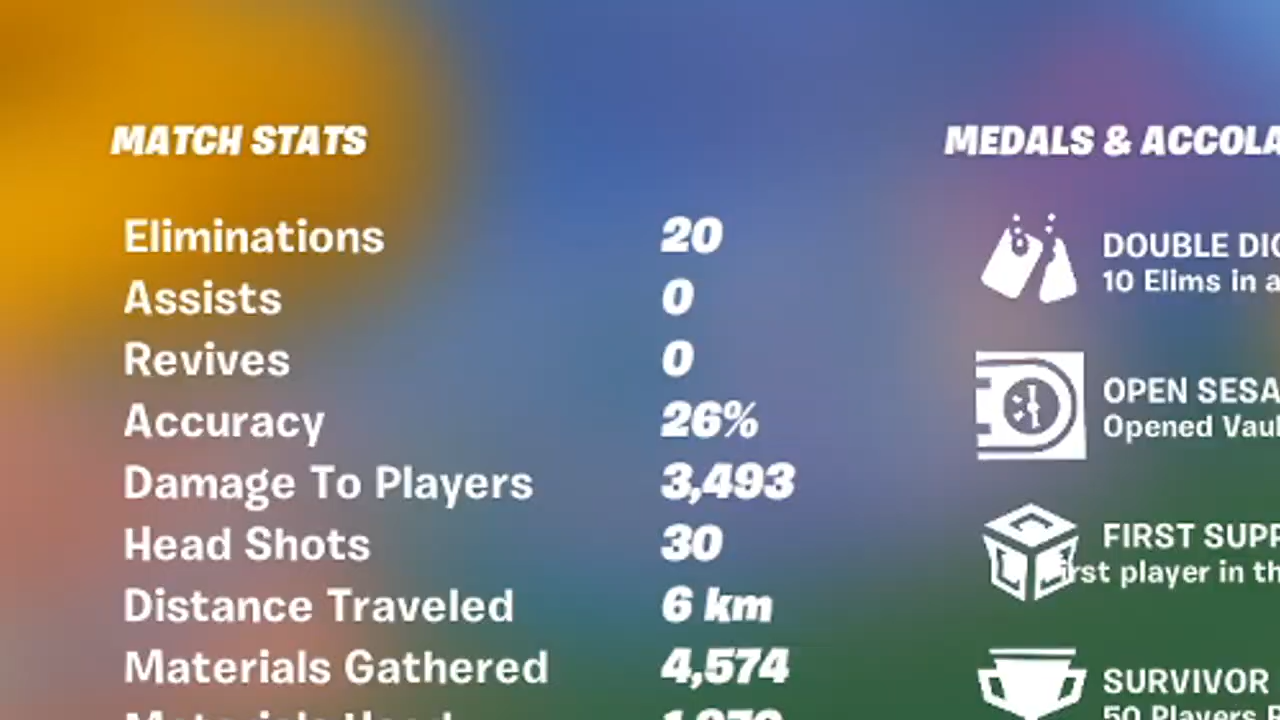 MATCH STATS
Eliminations 20
Assists 0
Revives 0
Accuracy 26%
Damage To Players 3,493
Head Shots 30
Distance Traveled 6 km
Materials Gathered 4,574
MEDALS & ACCOLA
DOUBLE DIG
10 Elims in a
OPEN SESA
Opened Vaul
FIRST SUPP
irst player in th
SURVIVOR
50 Players